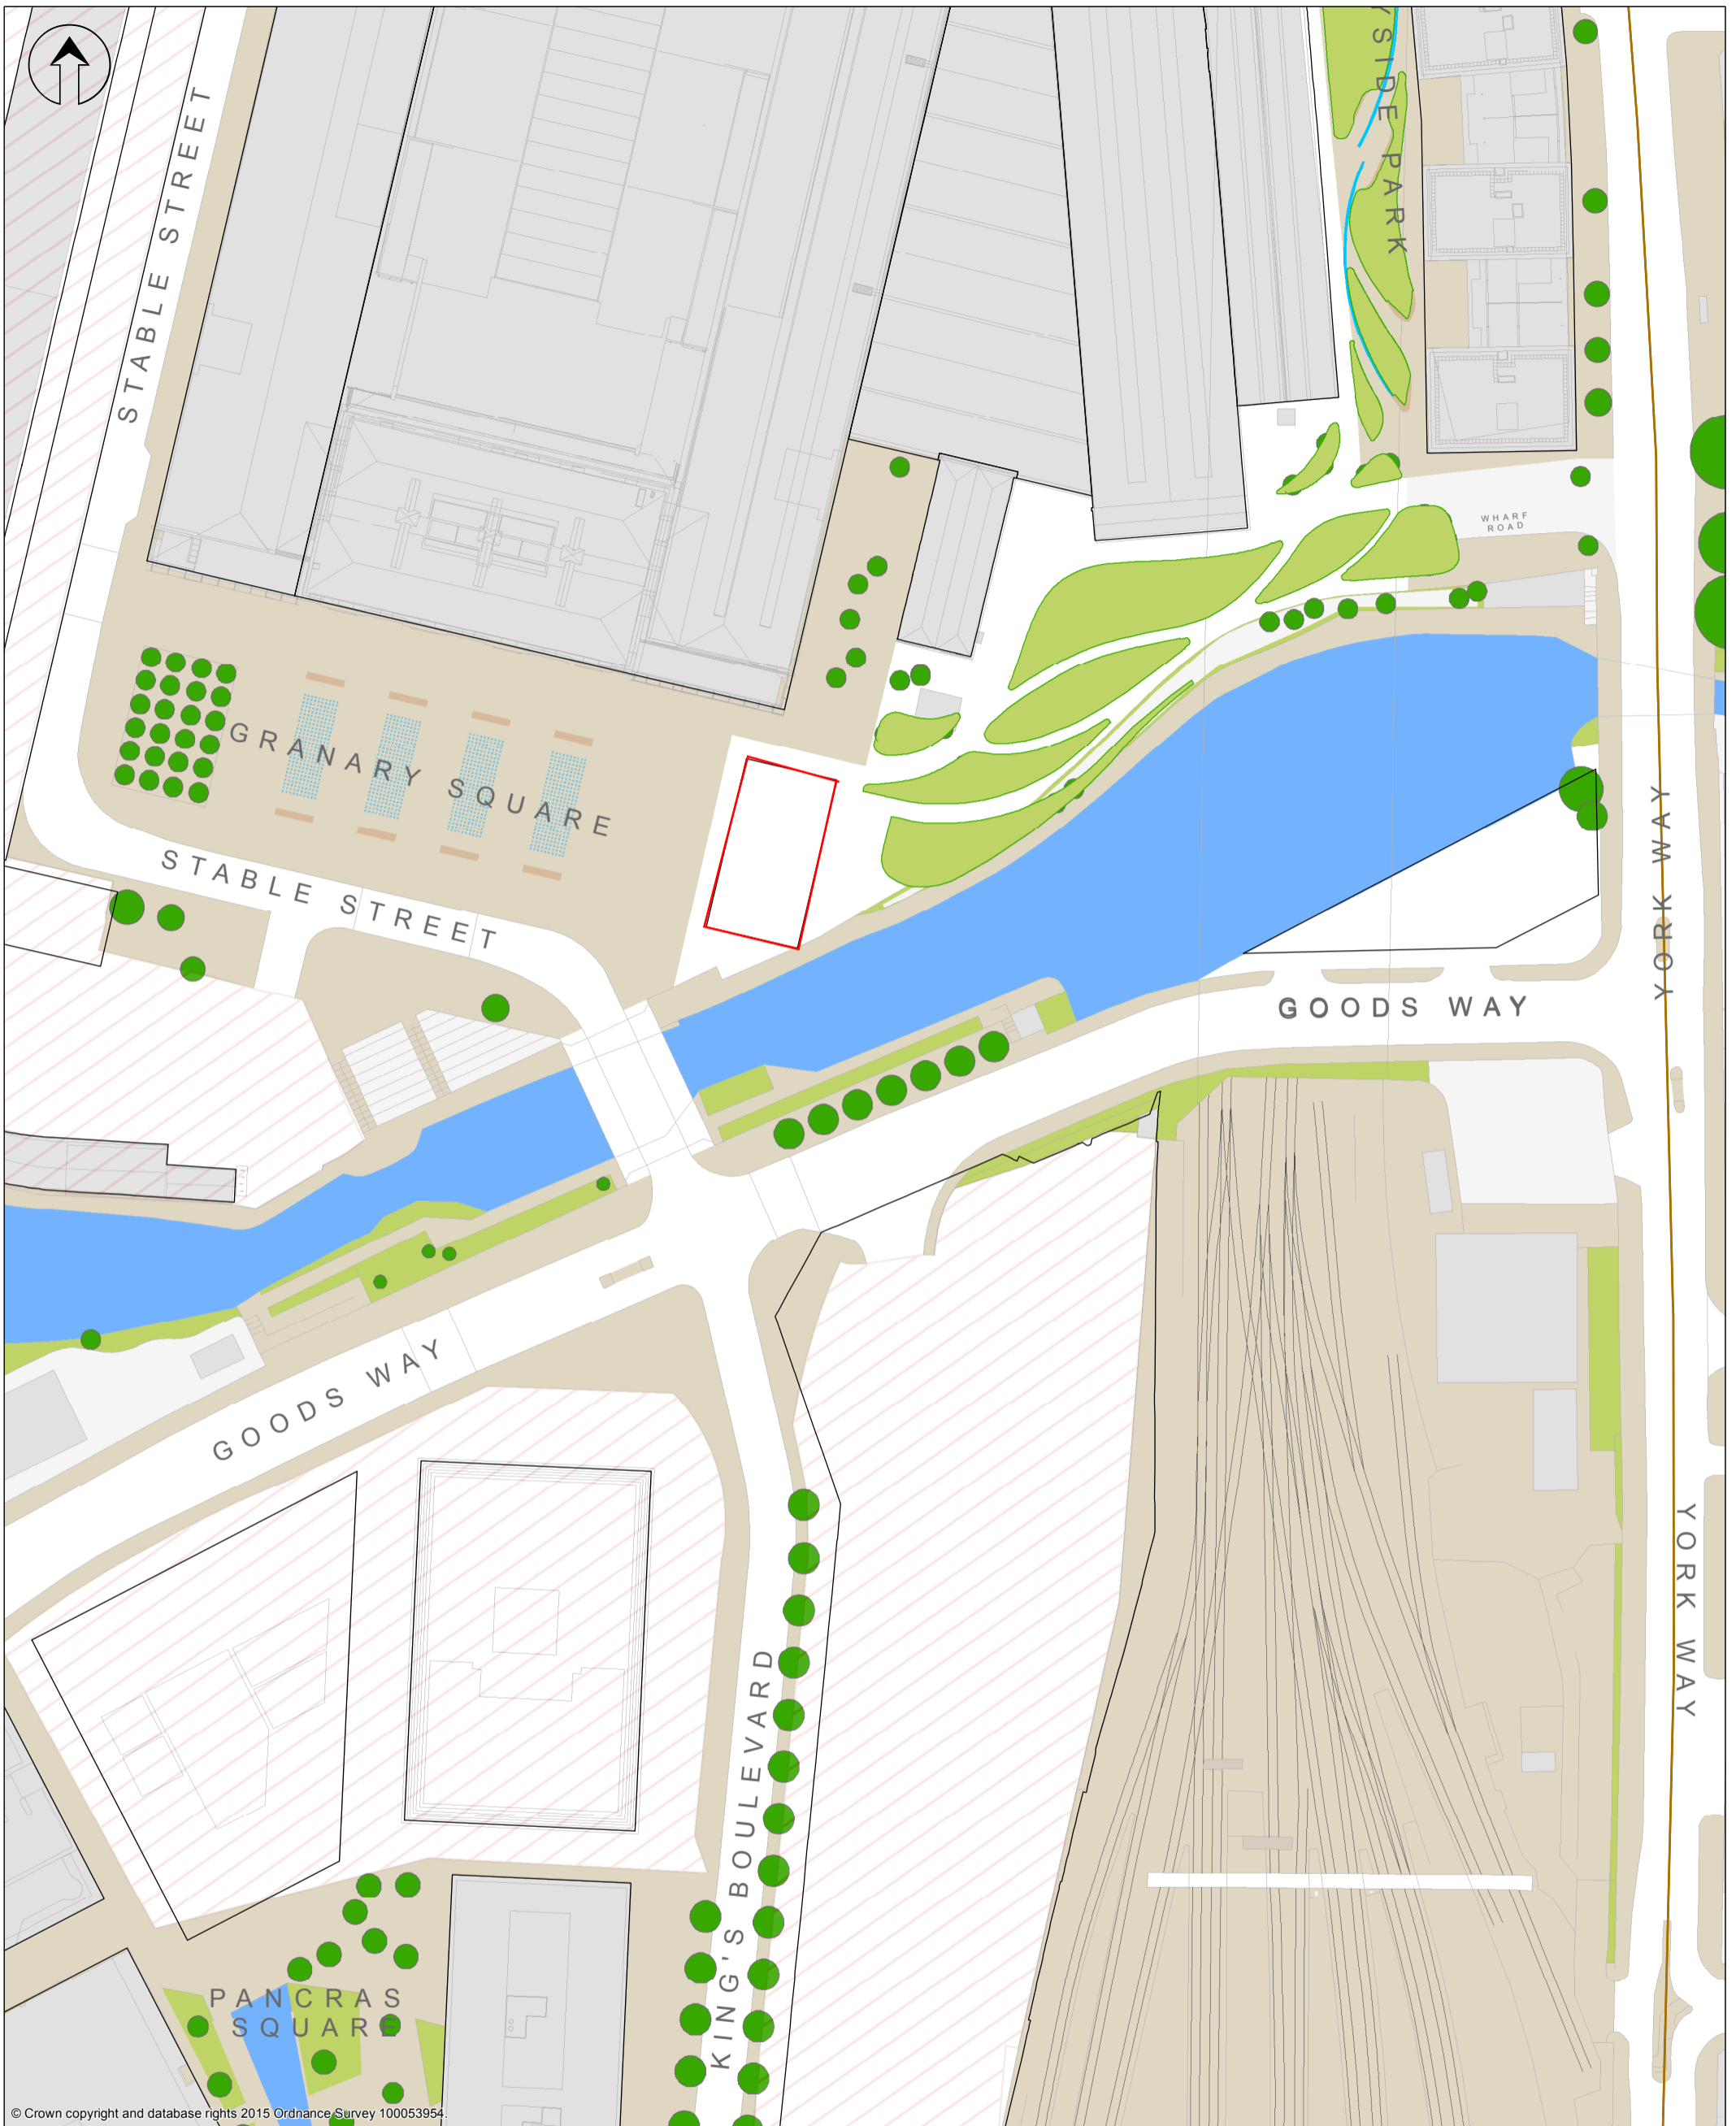 YSIDE PARK
STABLE STREET
WHARF
ROAD
GRANARY SQUARE
STABLE STREET
YORK WAY
GOODS WAY
GOODS WAY
YORK WAY
KING'S BOULEVARD
PANCRAS
SQUARE
© Crown copyright and database rights 2015 Ordnance Survey 100053954.